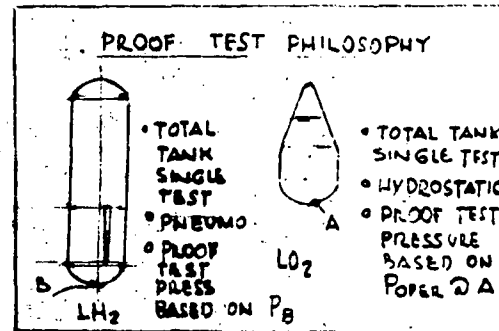 PROOF TEST PHILOSOPHY
• TOTAL
TANK
SINGLE
TEST
• PNEUMO
• PROOF
TEST
PRESS
BASED ON PB
B
LH2
A
LO2
• TOTAL TANK
SINGLE TEST
• HYDROSTATIC
• PROOF TEST
PRESSURE
BASED ON
POPER @ A